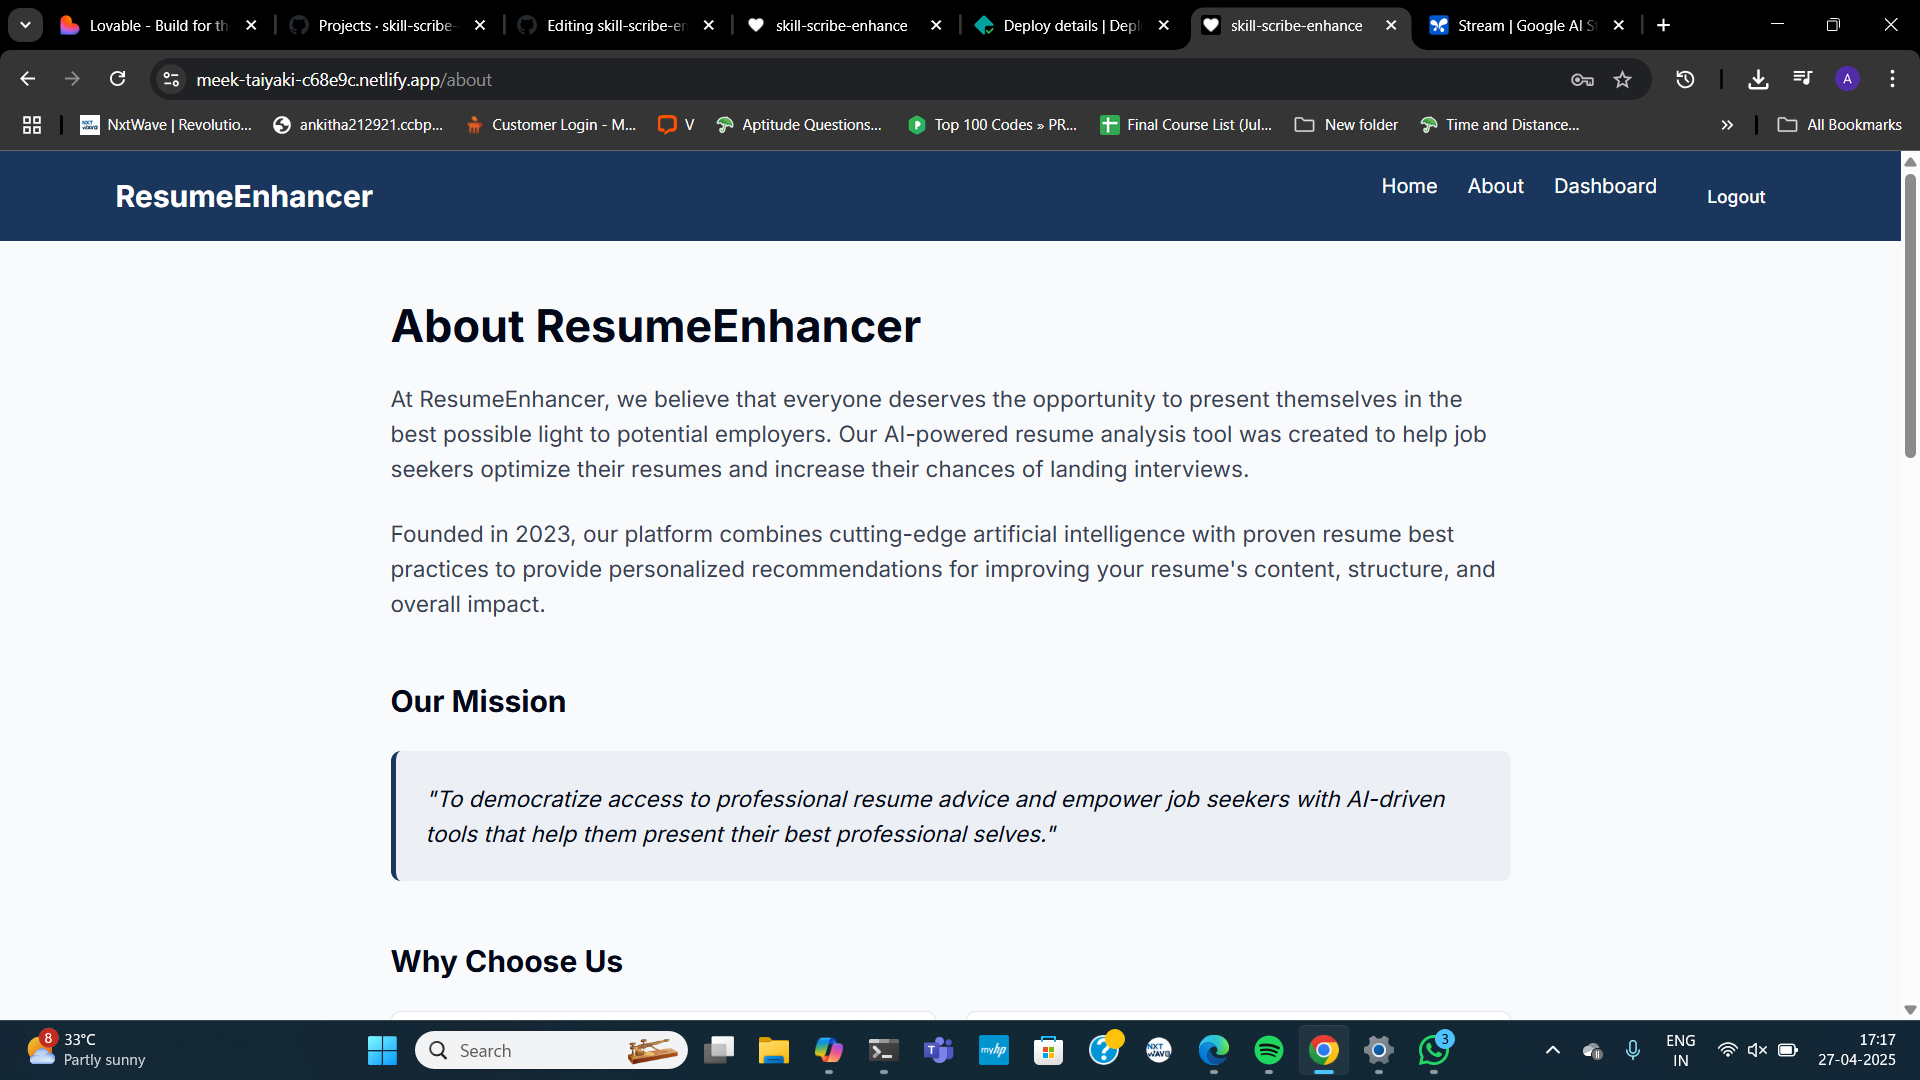 Lovable - Build for th
Projects · skill-scribe-
Editing skill-scribe-en
skill-scribe-enhance
Deploy details | Depl
skill-scribe-enhance
Stream | Google AI S
meek-taiyaki-c68e9c.netlify.app/about
A
NxtWave | Revolutio...
ankitha212921.ccbp...
Customer Login - M...
V
Aptitude Questions...
Top 100 Codes » PR...
Final Course List (Jul...
New folder
Time and Distance...
All Bookmarks
ResumeEnhancer
Home
About
Dashboard
Logout
About ResumeEnhancer
At ResumeEnhancer, we believe that everyone deserves the opportunity to present themselves in the
best possible light to potential employers. Our AI-powered resume analysis tool was created to help job
seekers optimize their resumes and increase their chances of landing interviews.
Founded in 2023, our platform combines cutting-edge artificial intelligence with proven resume best
practices to provide personalized recommendations for improving your resume's content, structure, and
overall impact.
Our Mission
"To democratize access to professional resume advice and empower job seekers with AI-driven
tools that help them present their best professional selves."
Why Choose Us
8
33°C
Partly sunny
Search
myhp
NXT
WAVE
3
ENG
IN
17:17
27-04-2025